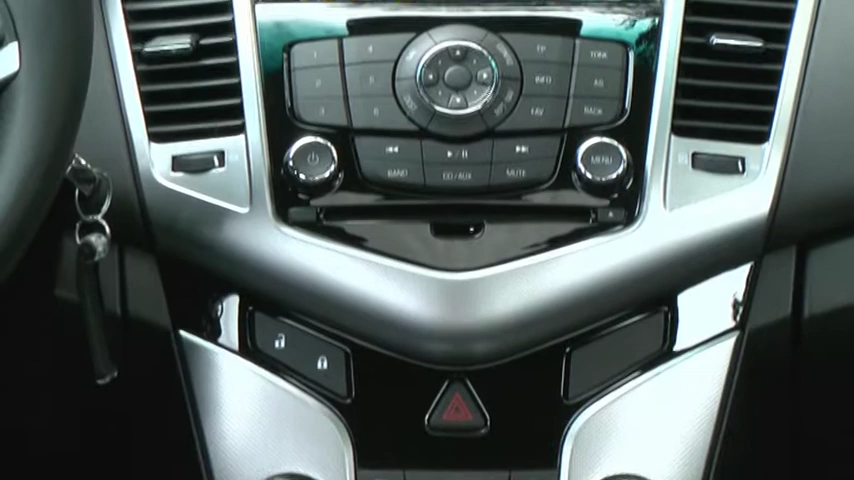 1 4 TP TONE
2 5 INFO AS
3 6 FAV BACK
MENU
BAND CD/AUX MUTE